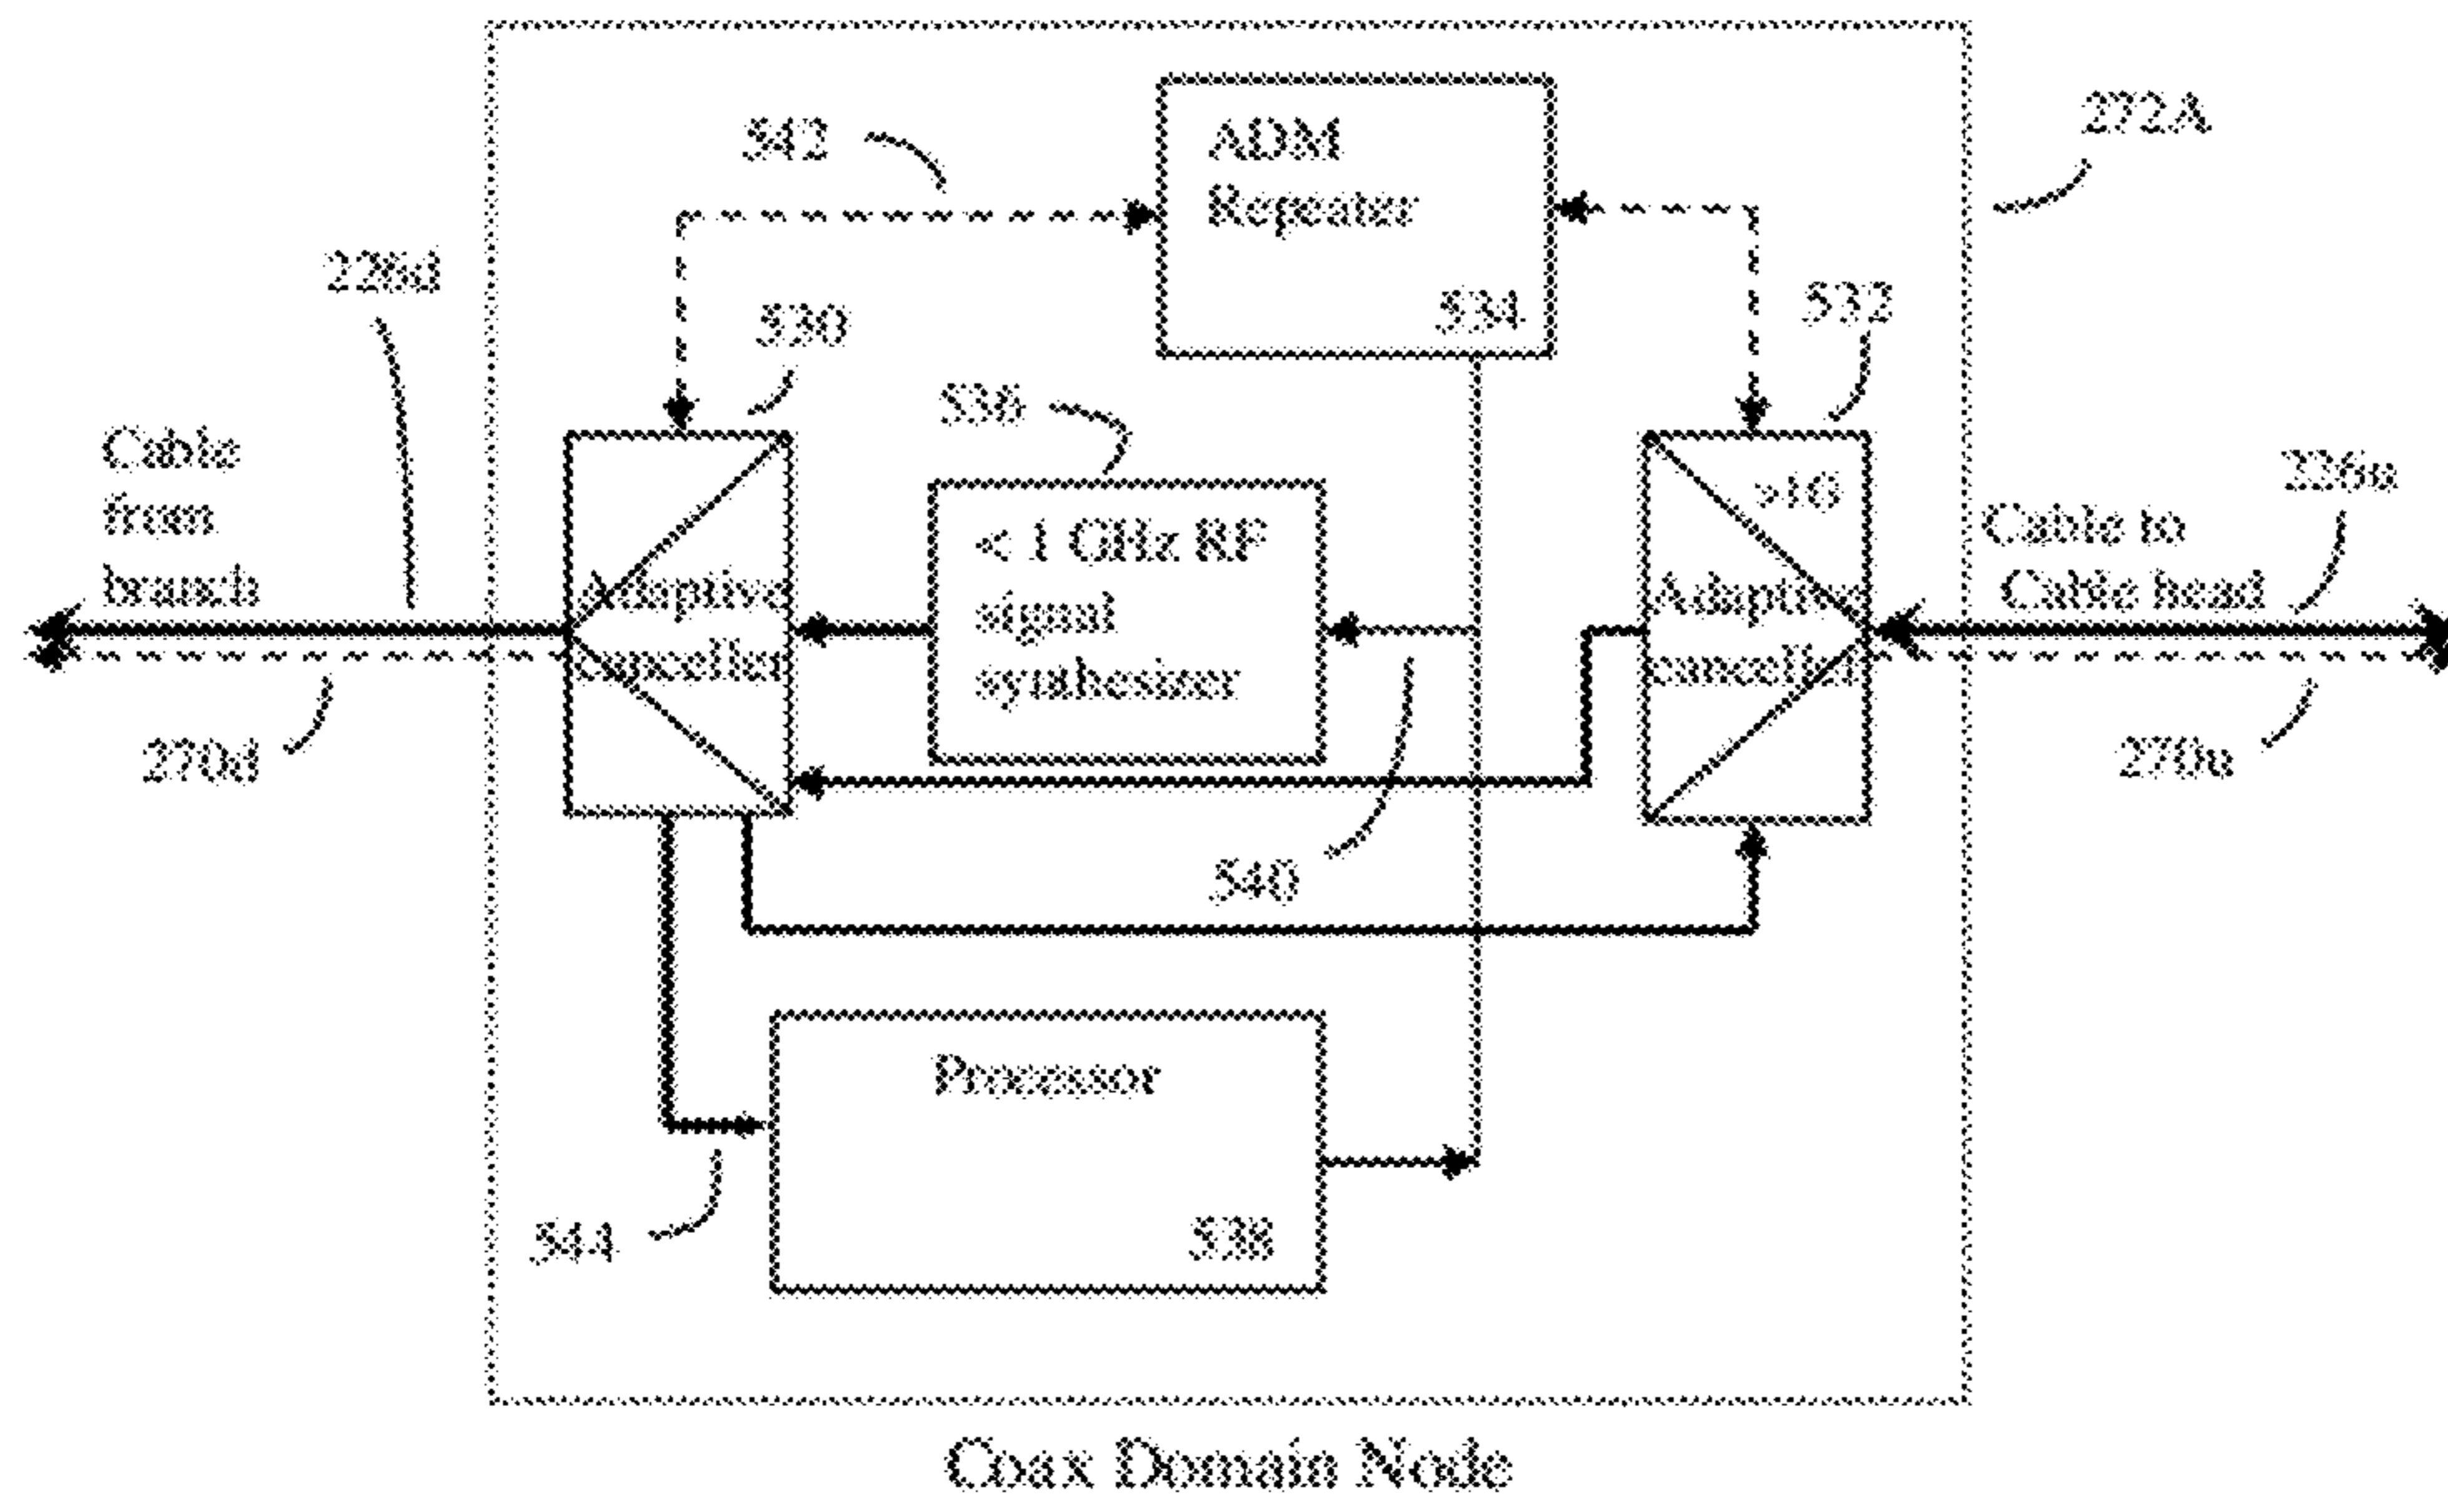 542
ADM
Repeater
534
272A
226d
530
532
536
Cable
from
branch
< 1 GHz RF
signal
synthesizer
>1G
Adaptive
canceller
Adaptive
canceller
226u
Cable to
Cable head
270d
270u
540
Processor
538
544
Coax Domain Node